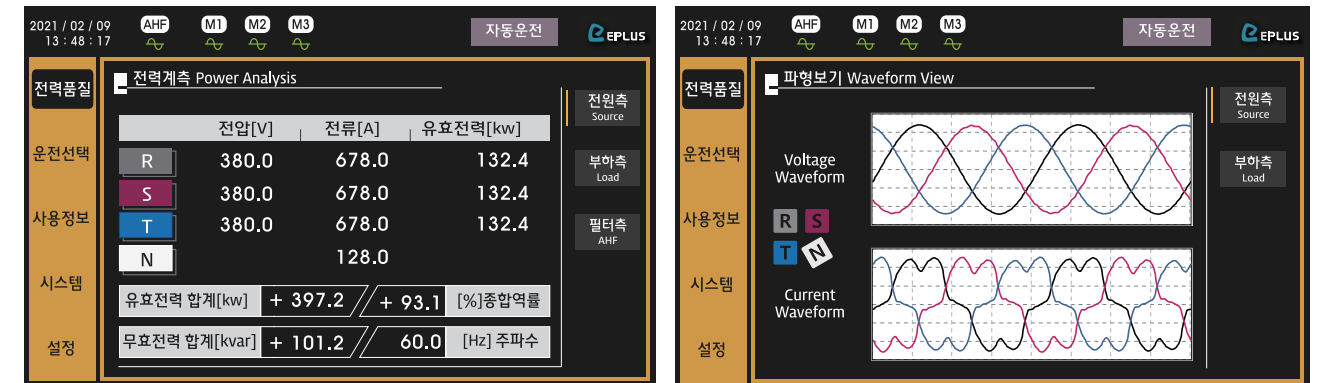 2021 / 02 / 09
13 : 48 : 17
AHF
M1
M2
M3
자동운전
EPLUS
전력품질
운전선택
사용정보
시스템
설정
전력계측 Power Analysis
전압[V] 전류[A] 유효전력[kw]
R 380.0 678.0 132.4
S 380.0 678.0 132.4
T 380.0 678.0 132.4
N 128.0
유효전력 합계[kw] + 397.2 + 93.1 [%]종합역률
무효전력 합계[kvar] + 101.2 60.0 [Hz] 주파수
전원측
Source
부하측
Load
필터측
AHF
2021 / 02 / 09
13 : 48 : 17
AHF
M1
M2
M3
자동운전
EPLUS
전력품질
운전선택
사용정보
시스템
설정
파형보기 Waveform View
Voltage
Waveform
R S
T N
Current
Waveform
전원측
Source
부하측
Load